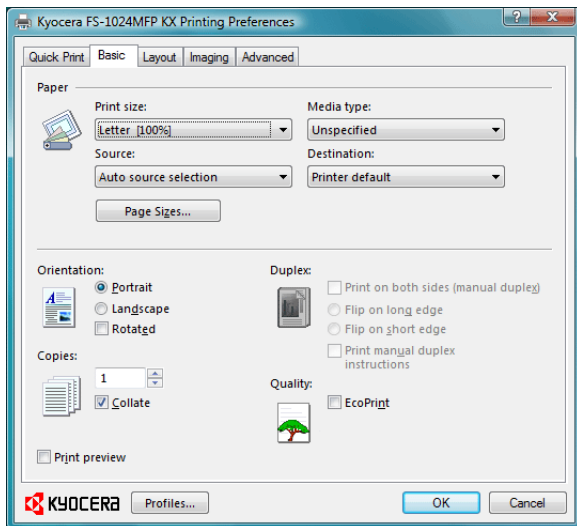 Kyocera FS-1024MFP KX Printing Preferences
Quick Print Basic Layout Imaging Advanced
Paper
Print size: Media type:
Letter [100%] Unspecified
Source: Destination:
Auto source selection Printer default
Page Sizes...
Orientation: Duplex:
Portrait Print on both sides (manual duplex)
Landscape Flip on long edge
Rotated Flip on short edge
Copies: Print manual duplex
instructions
1
Quality:
Collate EcoPrint
Print preview
KYOCERA Profiles... OK Cancel